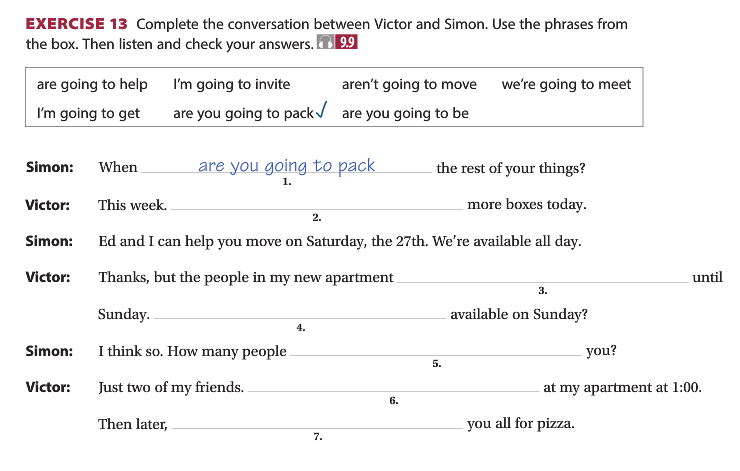 EXERCISE 13 Complete the conversation between Victor and Simon. Use the phrases from
the box. Then listen and check your answers. 9.9
are going to help I'm going to invite aren't going to move we're going to meet
I'm going to get are you going to pack ✓ are you going to be
Simon: When are you going to pack the rest of your things?
1.
Victor: This week. ____ more boxes today.
2.
Simon: Ed and I can help you move on Saturday, the 27th. We're available all day.
Victor: Thanks, but the people in my new apartment ____ until
3.
Sunday. ____ available on Sunday?
4.
Simon: I think so. How many people ____ you?
5.
Victor: Just two of my friends. ____ at my apartment at 1:00.
6.
Then later, ____ you all for pizza.
7.